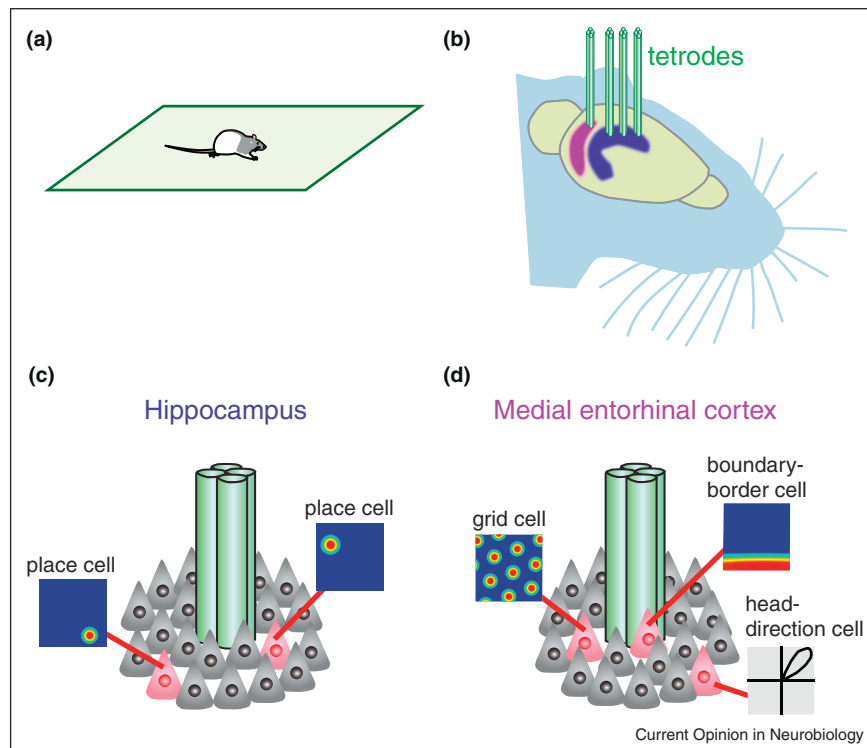 (a)
(b)
tetrodes
(c)
Hippocampus
place cell
place cell
(d)
Medial entorhinal cortex
boundary-
border cell
grid cell
head-
direction cell
Current Opinion in Neurobiology